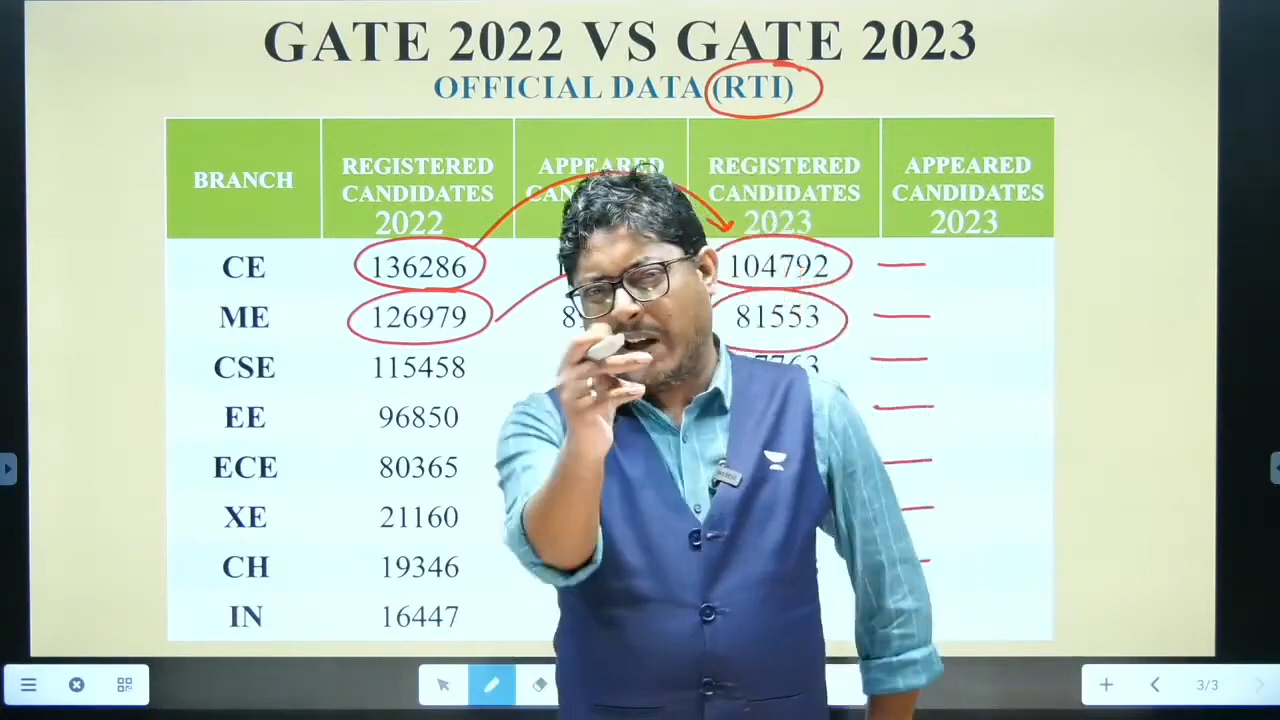 GATE 2022 VS GATE 2023
OFFICIAL DATA (RTI)
BRANCH REGISTERED CANDIDATES 2022 APPEARED REGISTERED CANDIDATES 2023 APPEARED CANDIDATES 2023
CE 136286 104792
ME 126979 81553
CSE 115458
EE 96850
ECE 80365
XE 21160
CH 19346
IN 16447
3/3